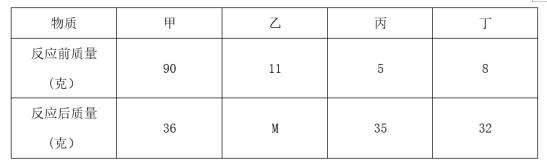 物质 甲 乙 丙 丁
反应前质量
(克) 90 11 5 8
反应后质量
(克) 36 M 35 32